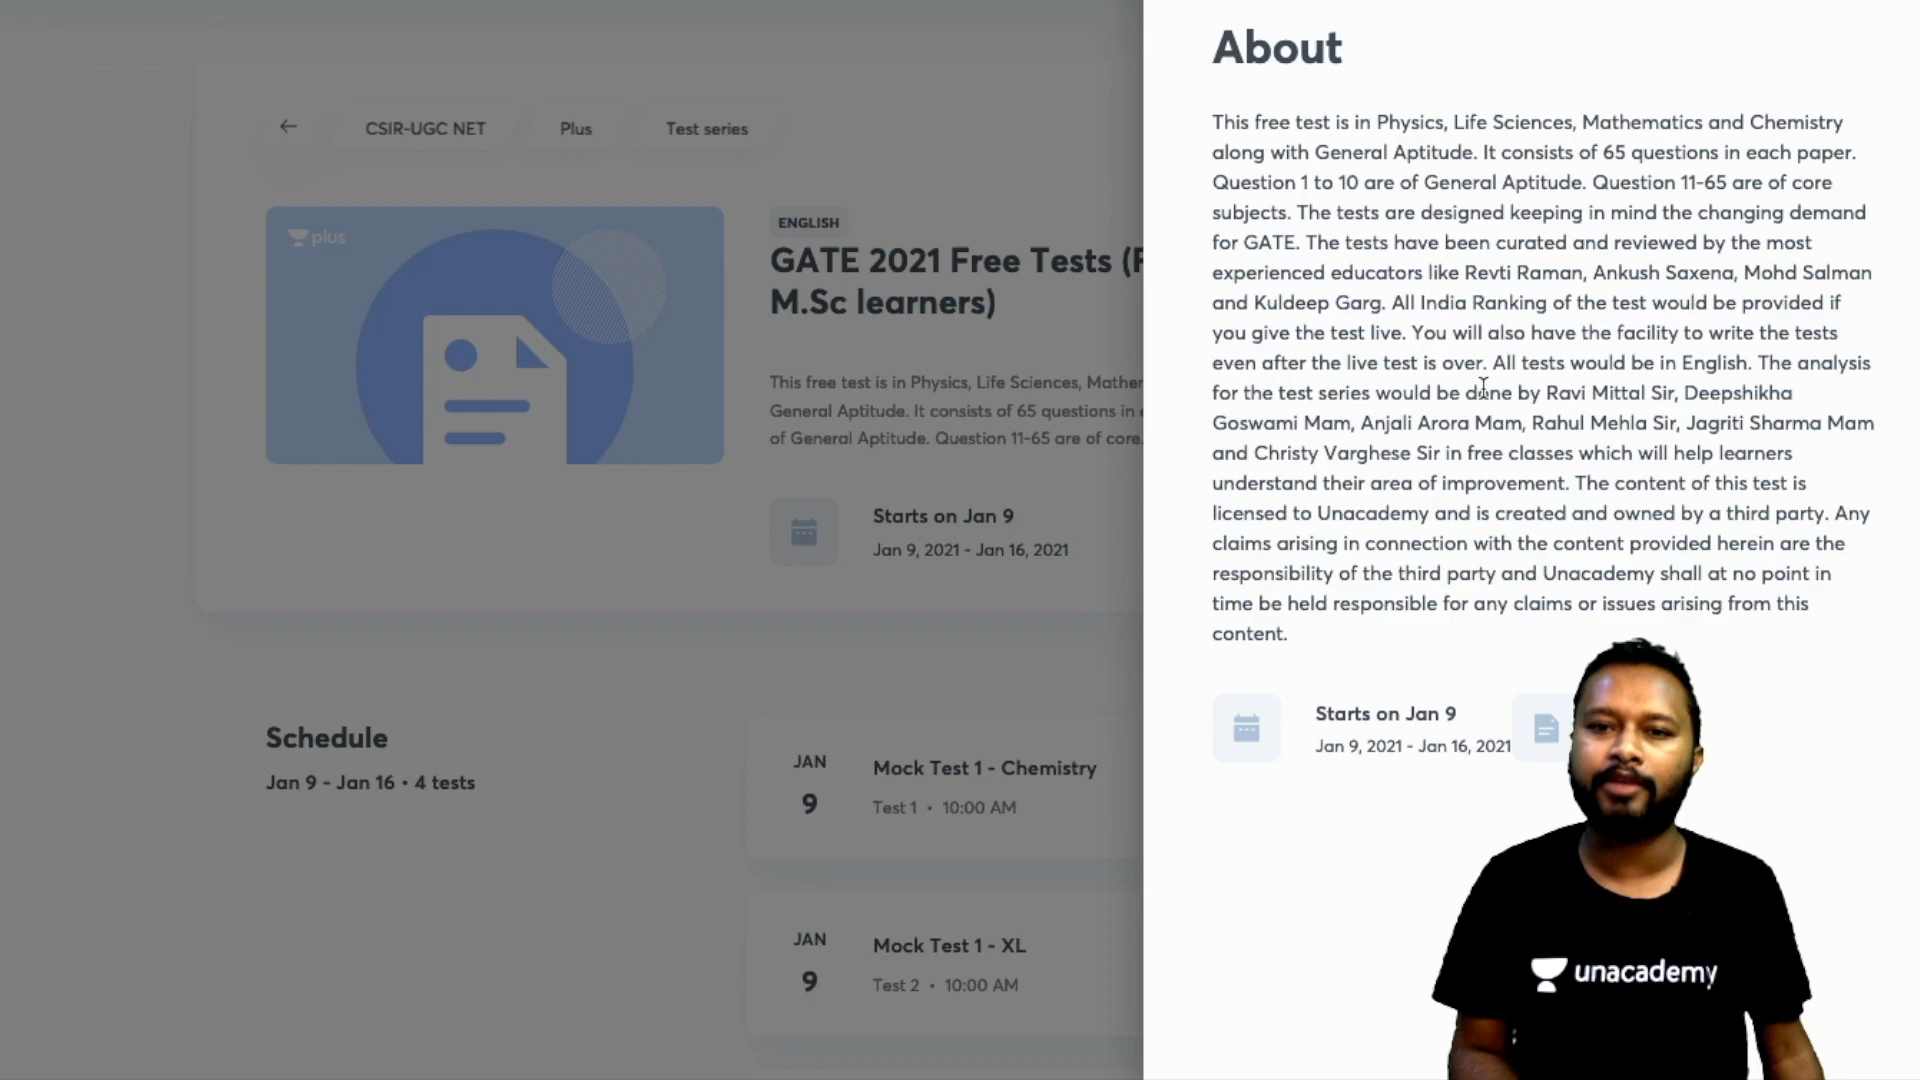 CSIR-UGC NET
Plus
Test series
plus
ENGLISH
GATE 2021 Free Tests (F
M.Sc learners)
This free test is in Physics, Life Sciences, Mather
General Aptitude. It consists of 65 questions in
of General Aptitude. Question 11-65 are of core.
Starts on Jan 9
Jan 9, 2021 - Jan 16, 2021
Schedule
Jan 9 - Jan 16 • 4 tests
JAN
9
Mock Test 1 - Chemistry
Test 1 • 10:00 AM
JAN
9
Mock Test 1 - XL
Test 2 • 10:00 AM
About
This free test is in Physics, Life Sciences, Mathematics and Chemistry
along with General Aptitude. It consists of 65 questions in each paper.
Question 1 to 10 are of General Aptitude. Question 11-65 are of core
subjects. The tests are designed keeping in mind the changing demand
for GATE. The tests have been curated and reviewed by the most
experienced educators like Revti Raman, Ankush Saxena, Mohd Salman
and Kuldeep Garg. All India Ranking of the test would be provided if
you give the test live. You will also have the facility to write the tests
even after the live test is over. All tests would be in English. The analysis
for the test series would be done by Ravi Mittal Sir, Deepshikha
Goswami Mam, Anjali Arora Mam, Rahul Mehla Sir, Jagriti Sharma Mam
and Christy Varghese Sir in free classes which will help learners
understand their area of improvement. The content of this test is
licensed to Unacademy and is created and owned by a third party. Any
claims arising in connection with the content provided herein are the
responsibility of the third party and Unacademy shall at no point in
time be held responsible for any claims or issues arising from this
content.
Starts on Jan 9
Jan 9, 2021 - Jan 16, 2021
unacademy